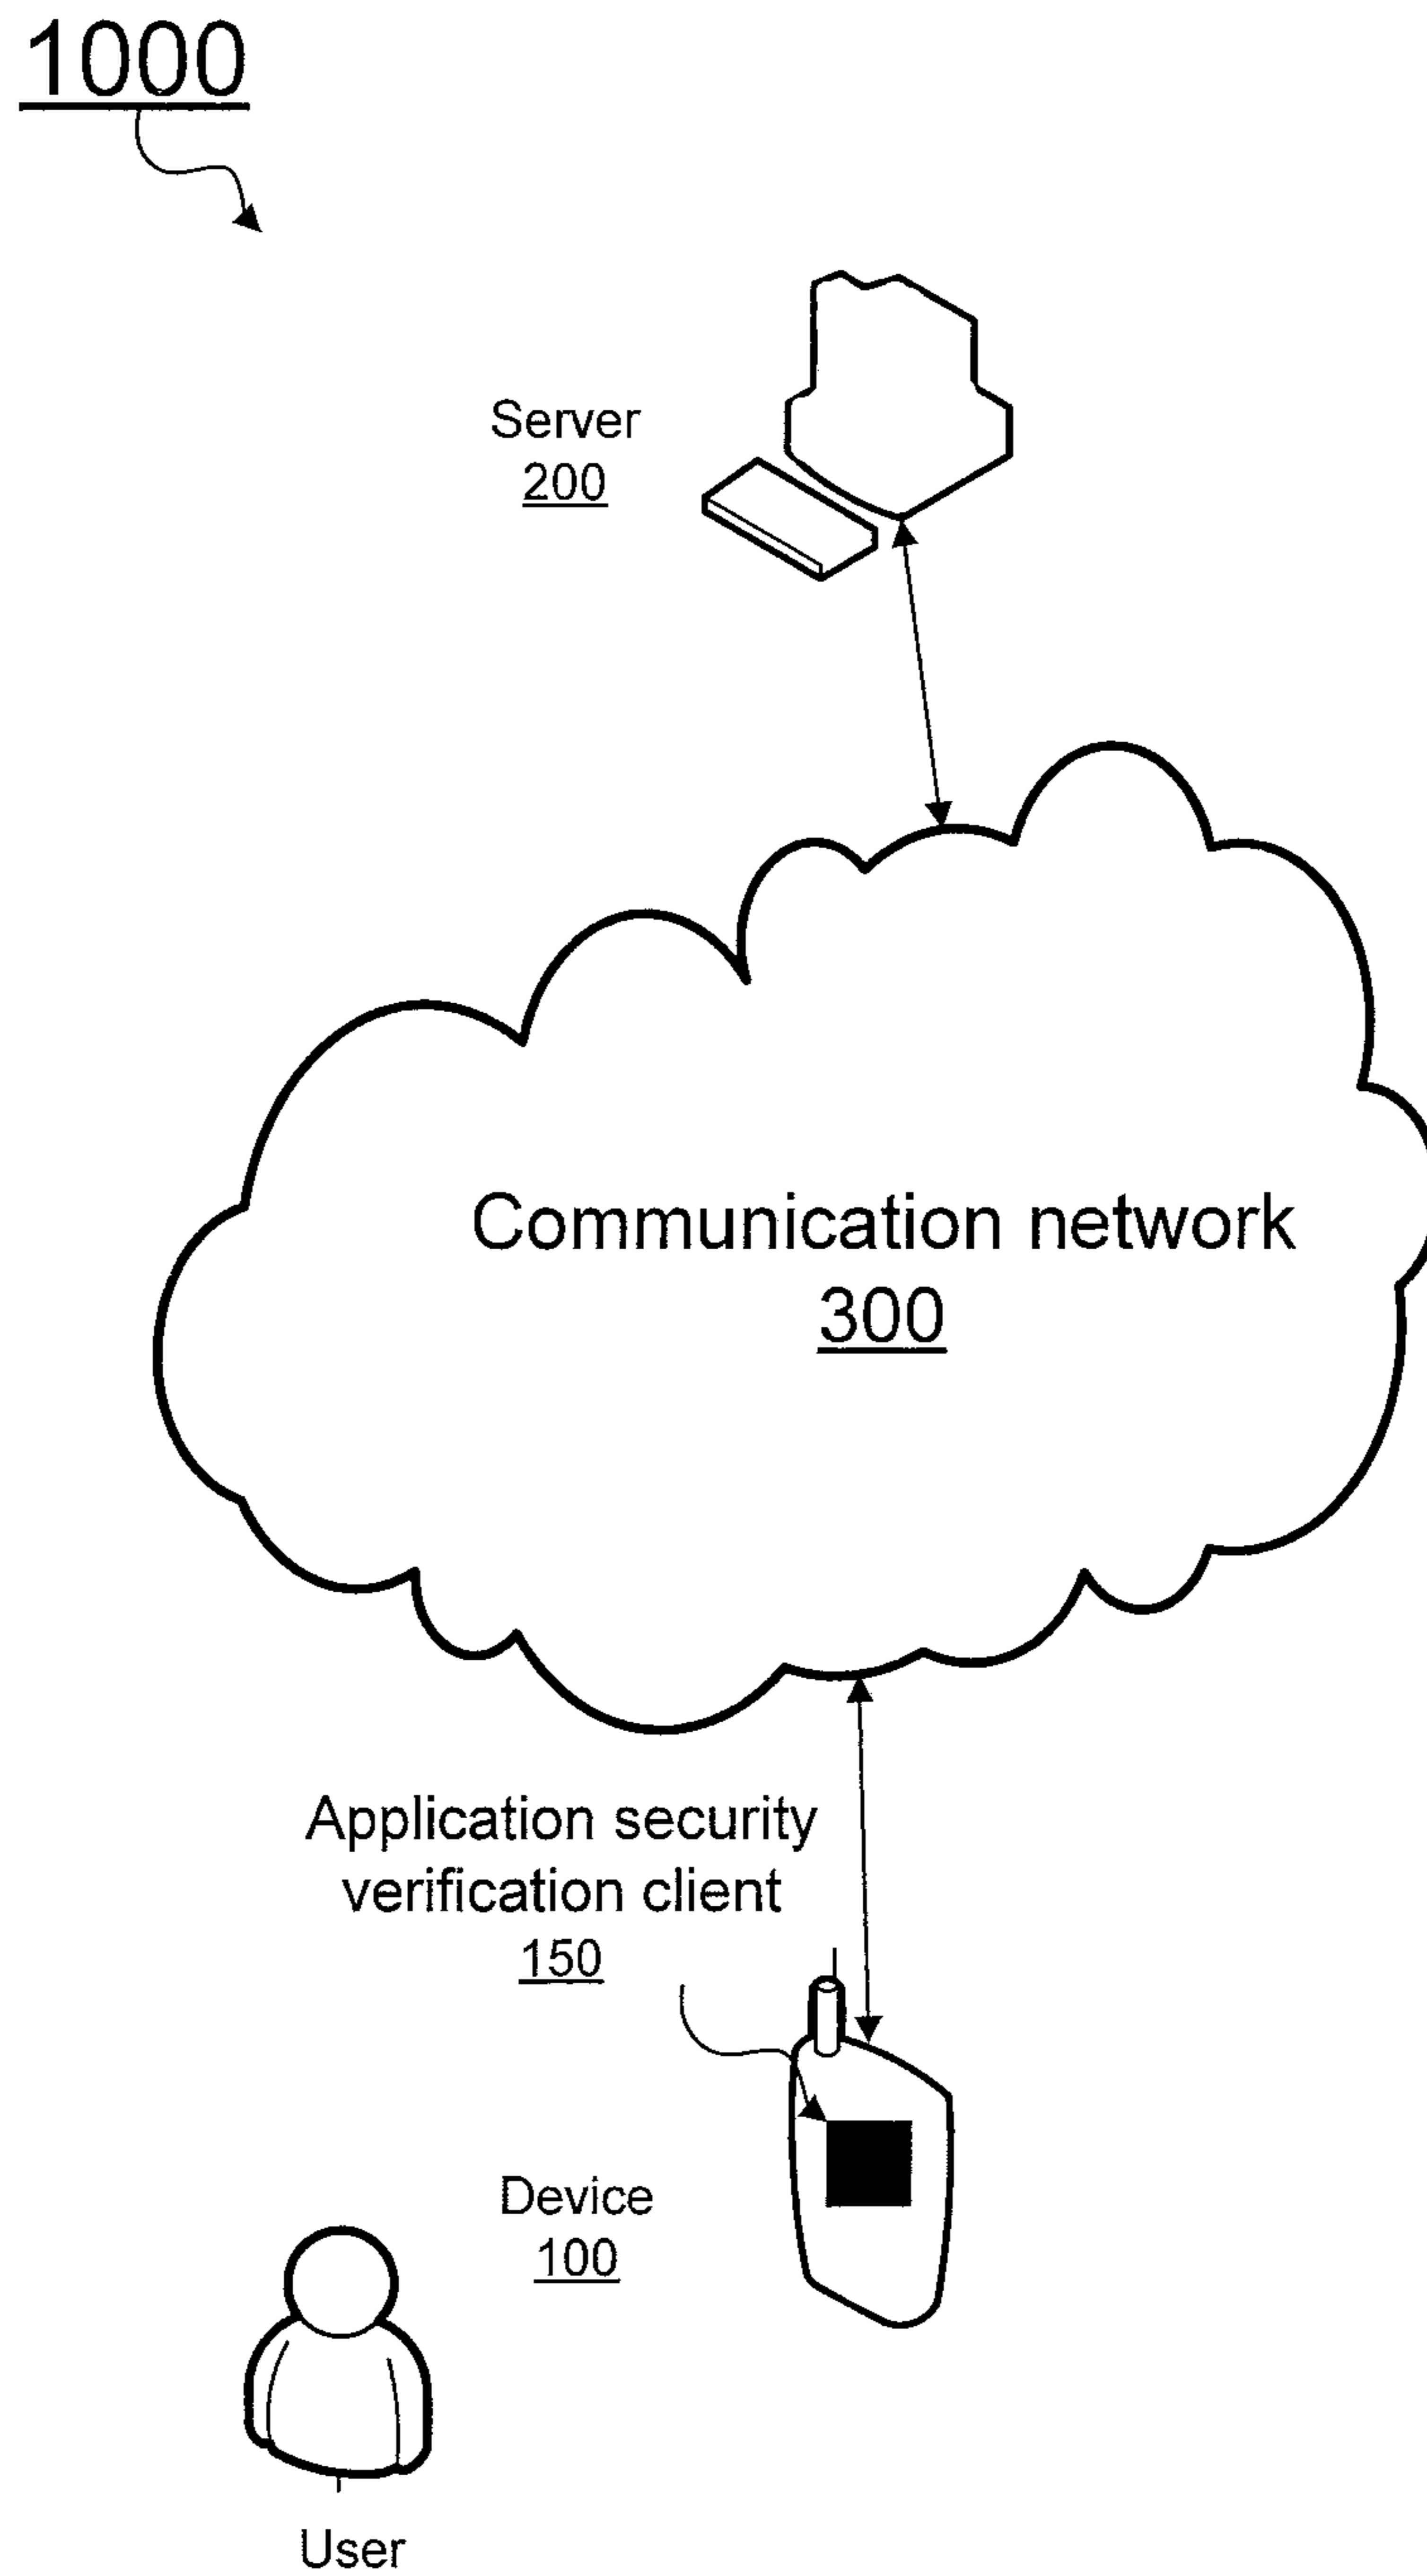 1000
Server
200
Communication network
300
Application security
verification client
150
Device
100
User